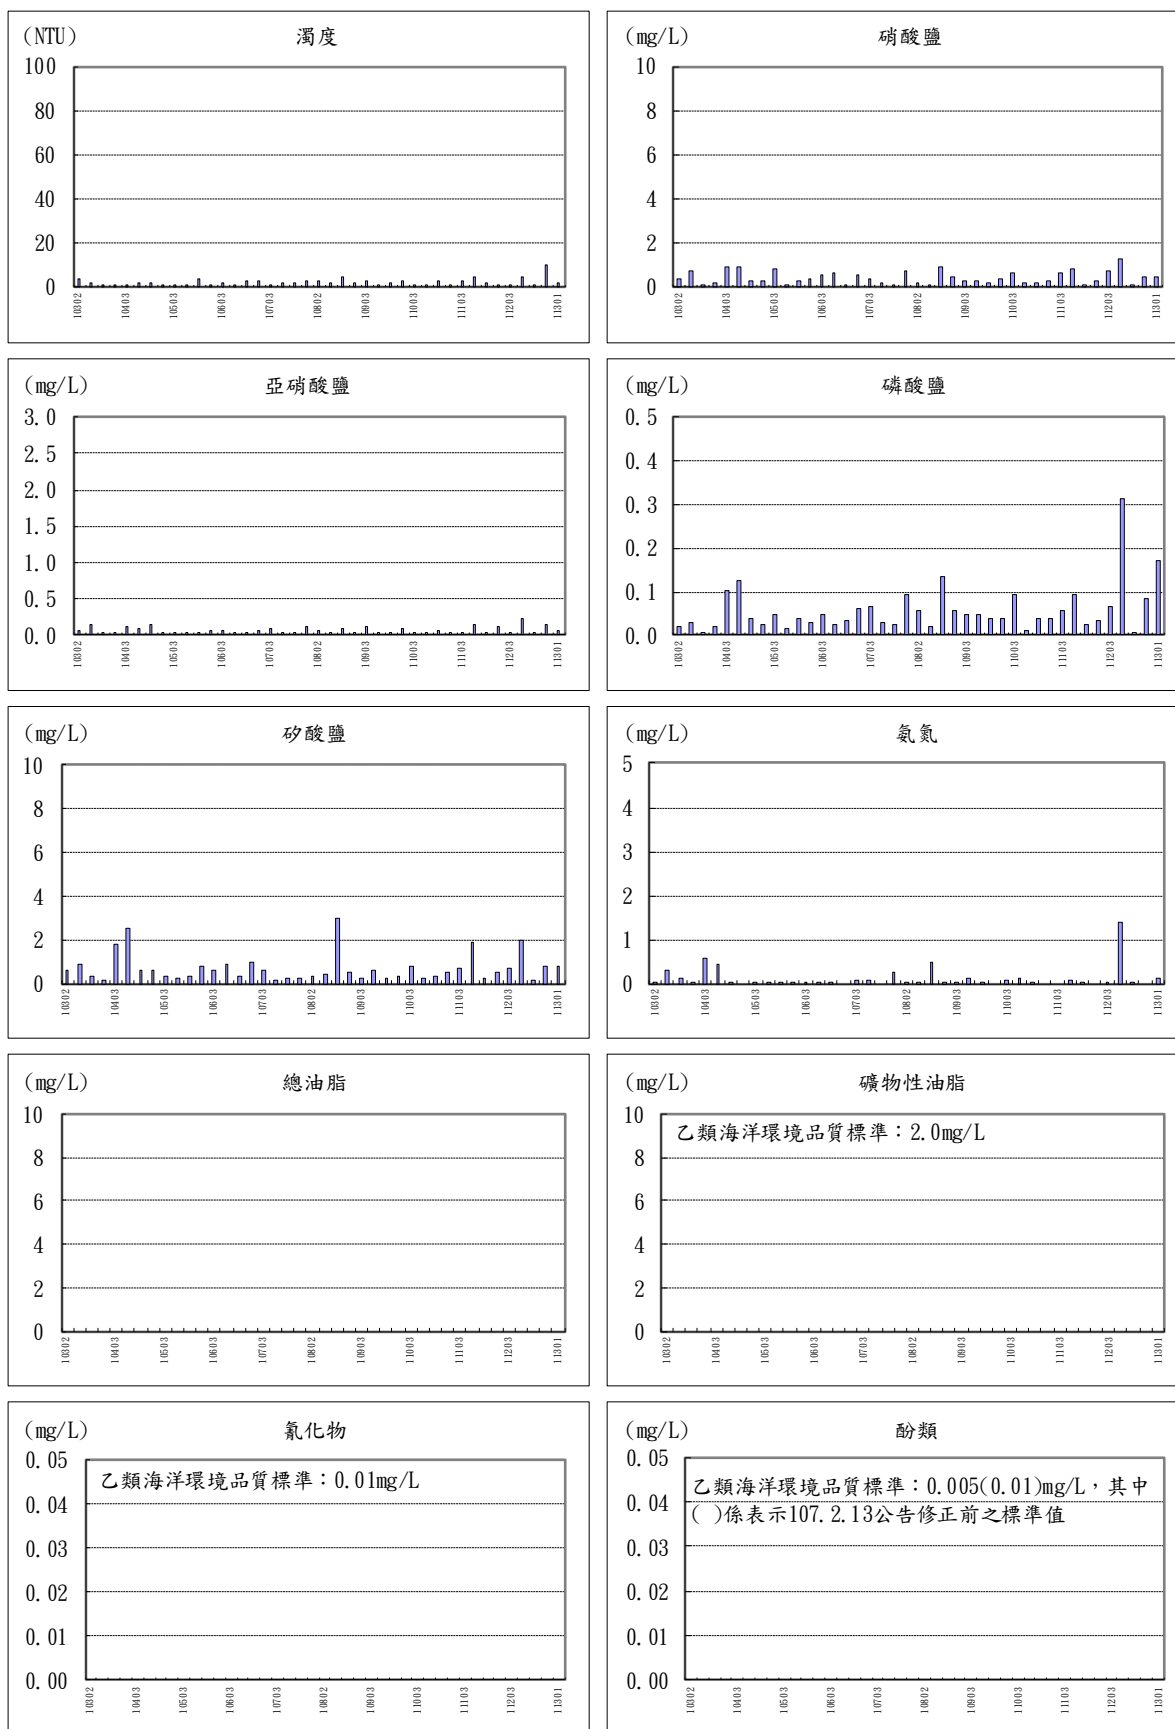 (NTU) 濁度
100
80
60
40
20
0
10302 10403 10503 10603 10703 10802 10903 11003 11103 11203 11301
(mg/L) 硝酸鹽
10
8
6
4
2
0
10302 10403 10503 10603 10703 10802 10903 11003 11103 11203 11301
(mg/L) 亞硝酸鹽
3.0
2.5
2.0
1.5
1.0
0.5
0.0
10302 10403 10503 10603 10703 10802 10903 11003 11103 11203 11301
(mg/L) 磷酸鹽
0.5
0.4
0.3
0.2
0.1
0.0
10302 10403 10503 10603 10703 10802 10903 11003 11103 11203 11301
(mg/L) 矽酸鹽
10
8
6
4
2
0
10302 10403 10503 10603 10703 10802 10903 11003 11103 11203 11301
(mg/L) 氨氮
5
4
3
2
1
0
10302 10403 10503 10603 10703 10802 10903 11003 11103 11203 11301
(mg/L) 總油脂
10
8
6
4
2
0
10302 10403 10503 10603 10703 10802 10903 11003 11103 11203 11301
(mg/L) 礦物性油脂
10
乙類海洋環境品質標準：2.0mg/L
8
6
4
2
0
10302 10403 10503 10603 10703 10802 10903 11003 11103 11203 11301
(mg/L) 氰化物
0.05
乙類海洋環境品質標準：0.01mg/L
0.04
0.03
0.02
0.01
0.00
10302 10403 10503 10603 10703 10802 10903 11003 11103 11203 11301
(mg/L) 酚類
0.05
乙類海洋環境品質標準：0.005(0.01)mg/L，其中
( )係表示107.2.13公告修正前之標準值
0.04
0.03
0.02
0.01
0.00
10302 10403 10503 10603 10703 10802 10903 11003 11103 11203 11301